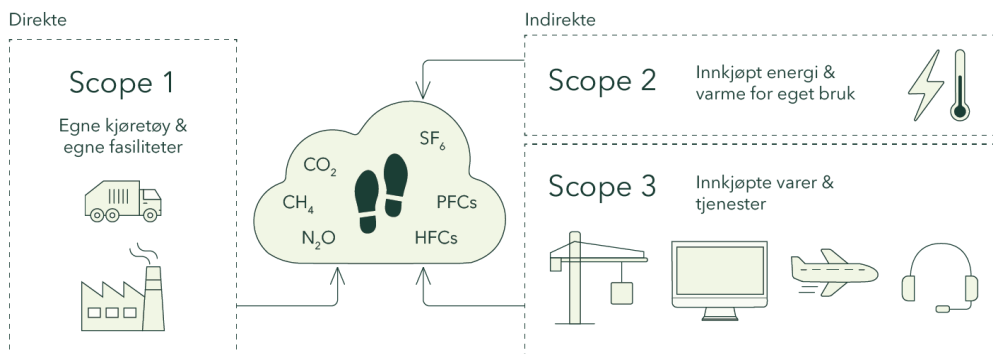 Direkte
Scope 1
Egne kjøretøy &
egne fasiliteter
CO₂
SF₆
CH₄
PFCs
N₂O
HFCs
Indirekte
Scope 2
Innkjøpt energi &
varme for eget bruk
Scope 3
Innkjøpte varer &
tjenester